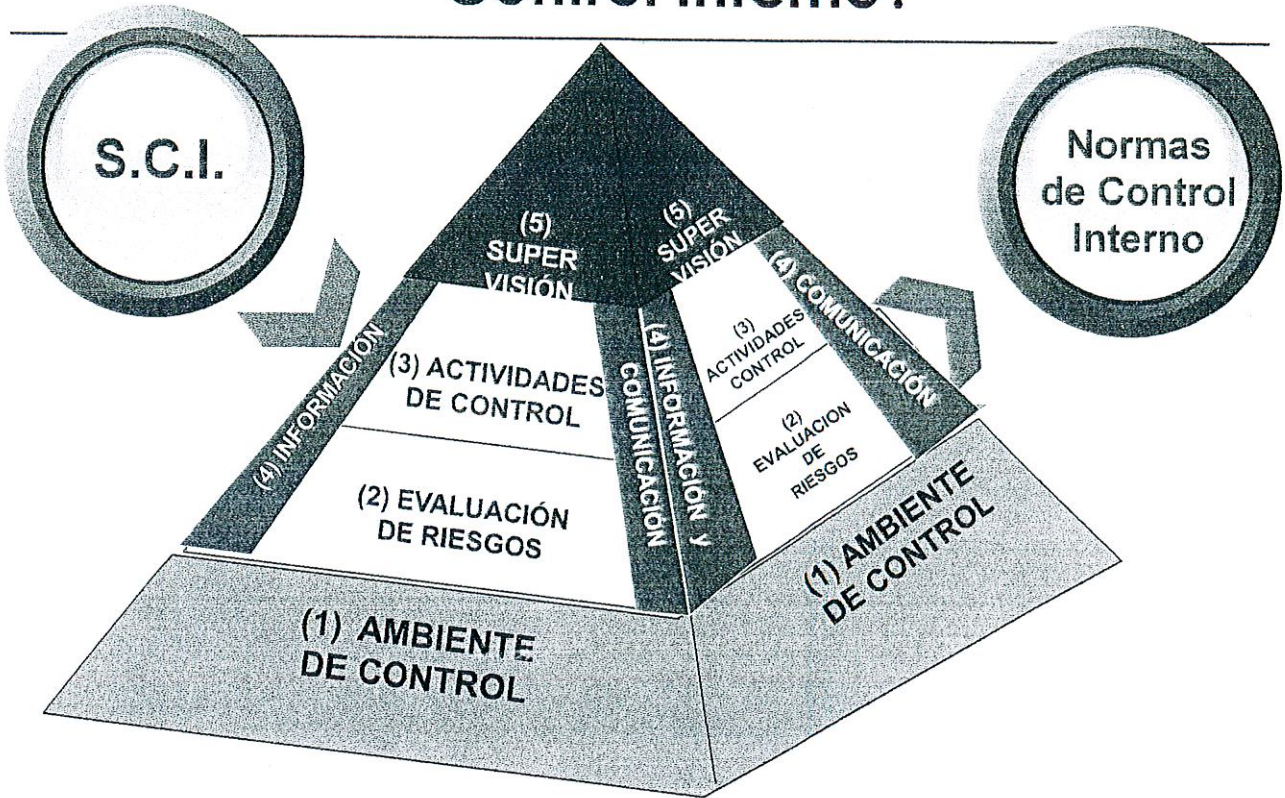 Control Interno?
S.C.I.
Normas
de Control
Interno
(5)
SUPER
VISIÓN
(5)
SUPER
VISIÓN
(4) INFORMACIÓN
(3) ACTIVIDADES
DE CONTROL
COMUNICACIÓN
(4) INFORMACIÓN y
(3)
ACTIVIDADES
CONTROL
(4) COMUNICACIÓN
(2) EVALUACIÓN
DE RIESGOS
(2)
EVALUACION
DE
RIESGOS
(1) AMBIENTE
DE CONTROL
(1) AMBIENTE
DE CONTROL